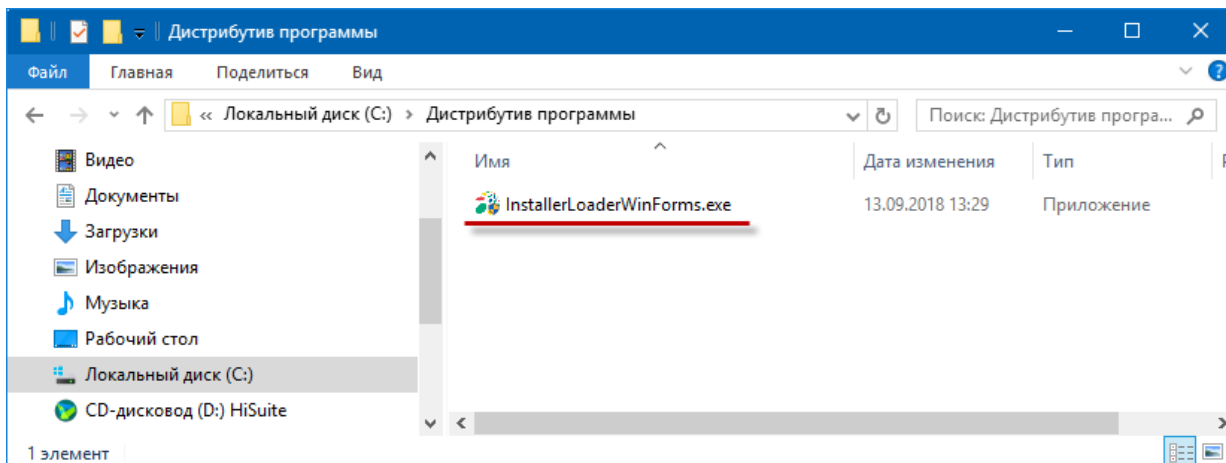 Дистрибутив программы
Файл Главная Поделиться Вид
« Локальный диск (C:) › Дистрибутив программы Поиск: Дистрибутив програ...
Видео
Документы
Загрузки
Изображения
Музыка
Рабочий стол
Локальный диск (C:)
CD-дисковод (D:) HiSuite
Имя Дата изменения Тип
InstallerLoaderWinForms.exe 13.09.2018 13:29 Приложение
1 элемент